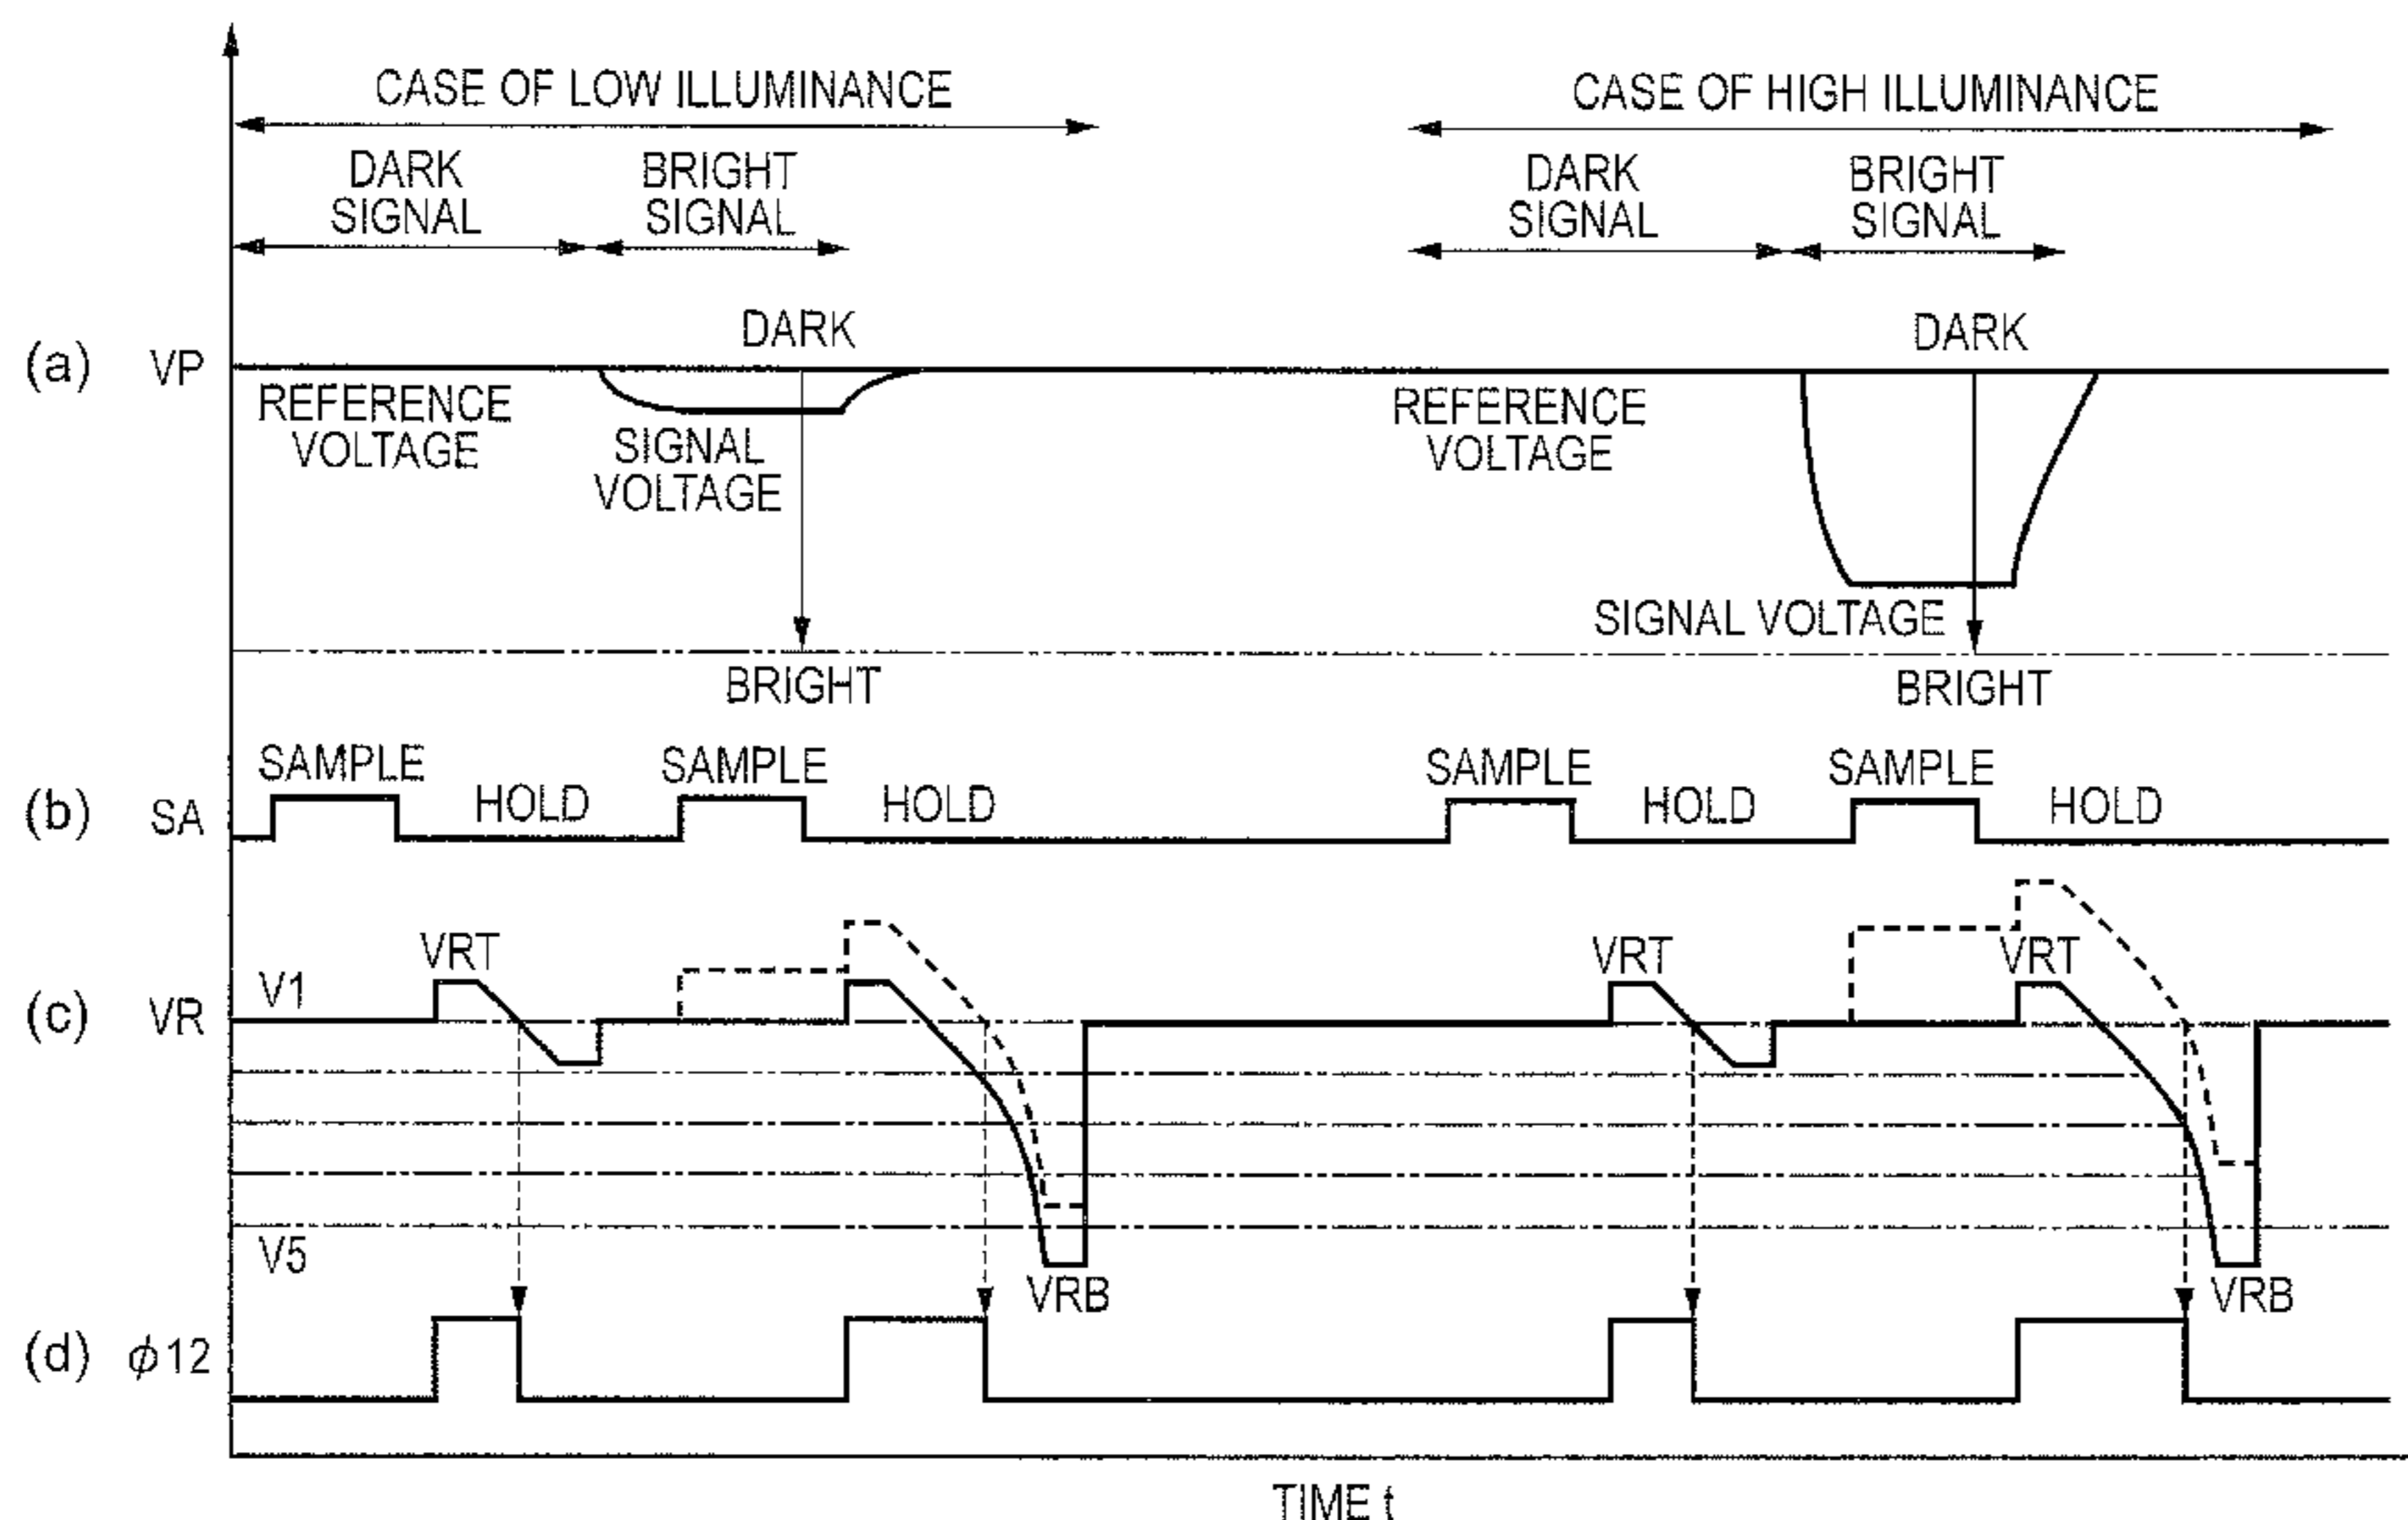 CASE OF LOW ILLUMINANCE
CASE OF HIGH ILLUMINANCE
DARK
SIGNAL
BRIGHT
SIGNAL
DARK
SIGNAL
BRIGHT
SIGNAL
(a) VP
DARK
DARK
REFERENCE
VOLTAGE
SIGNAL
VOLTAGE
REFERENCE
VOLTAGE
SIGNAL VOLTAGE
BRIGHT
BRIGHT
(b) SA
SAMPLE
HOLD
SAMPLE
HOLD
SAMPLE
HOLD
SAMPLE
HOLD
(c) VR
V1
VRT
VRT
VRT
V5
VRB
VRB
(d) ϕ12
TIME t